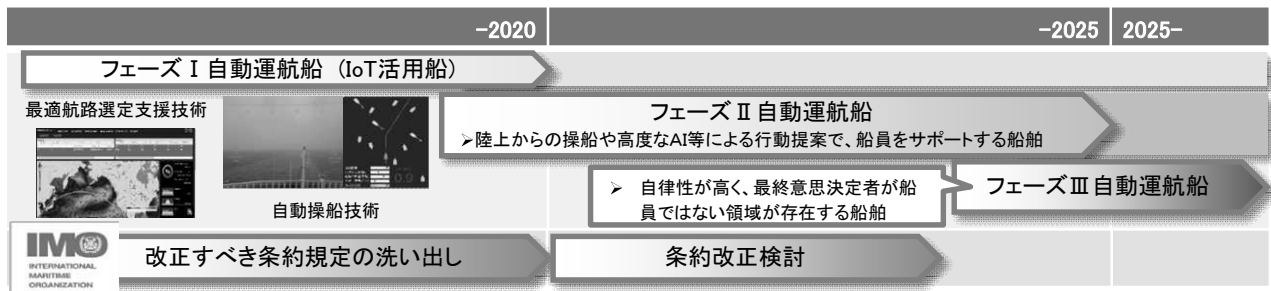 -2020
-2025
2025-
フェーズⅠ自動運航船 (IoT活用船)
最適航路選定支援技術
自動操船技術
フェーズⅡ自動運航船
➢陸上からの操船や高度なAI等による行動提案で、船員をサポートする船舶
➢ 自律性が高く、最終意思決定者が船
員ではない領域が存在する船舶
フェーズⅢ自動運航船
IMO
INTERNATIONAL
MARITIME
ORGANIZATION
改正すべき条約規定の洗い出し
条約改正検討